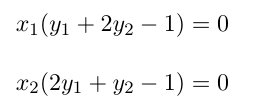 x₁(y₁ + 2y₂ − 1) = 0
x₂(2y₁ + y₂ − 1) = 0